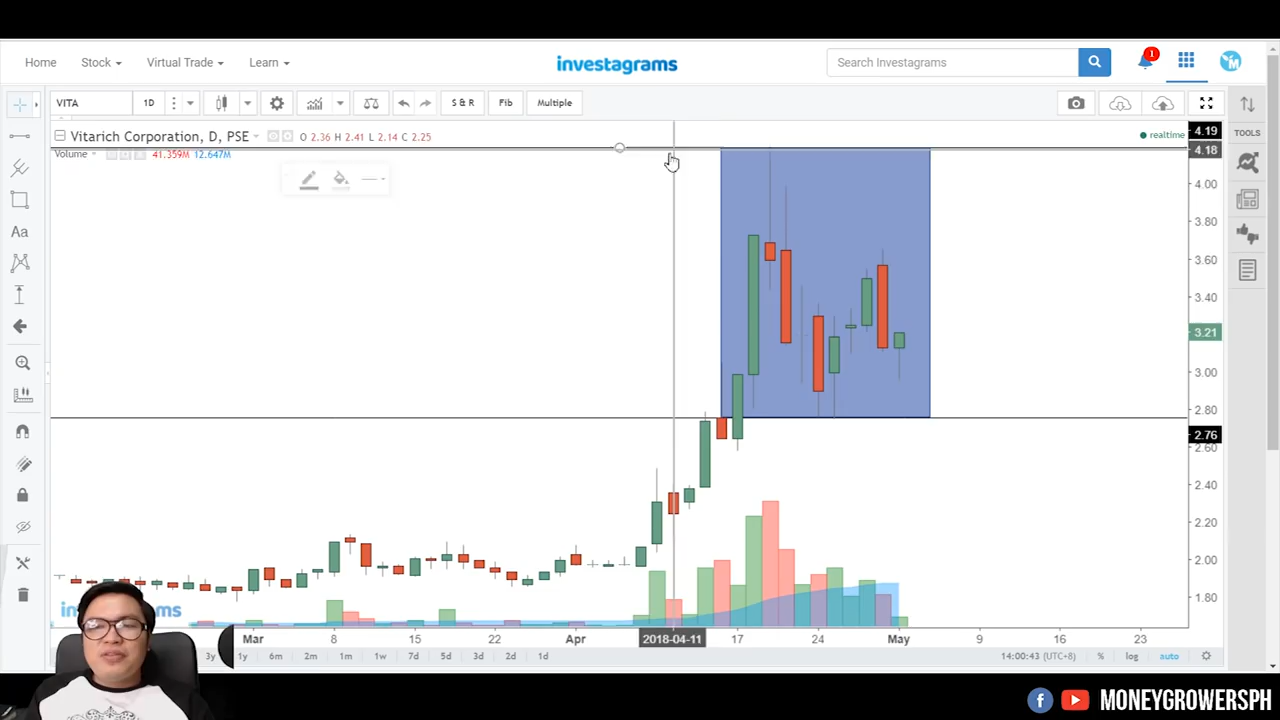 Home Stock Virtual Trade Learn investagrams Search Investagrams 1
VITA 1D S & R Fib Multiple
Vitarich Corporation, D, PSE O 2.36 H 2.41 L 2.14 C 2.25 realtime
Volume 41.359M 12.647M
4.19
4.18
4.00
3.80
3.60
3.40
3.21
3.00
2.80
2.76
2.60
2.40
2.20
2.00
1.80
TOOLS
Aa
Mar 8 15 22 Apr 2018-04-11 17 24 May 9 16 23
3y 1y 6m 2m 1m 1w 7d 5d 3d 2d 1d 14:00:43 (UTC+8) % log auto
MONEYGROWERSPH